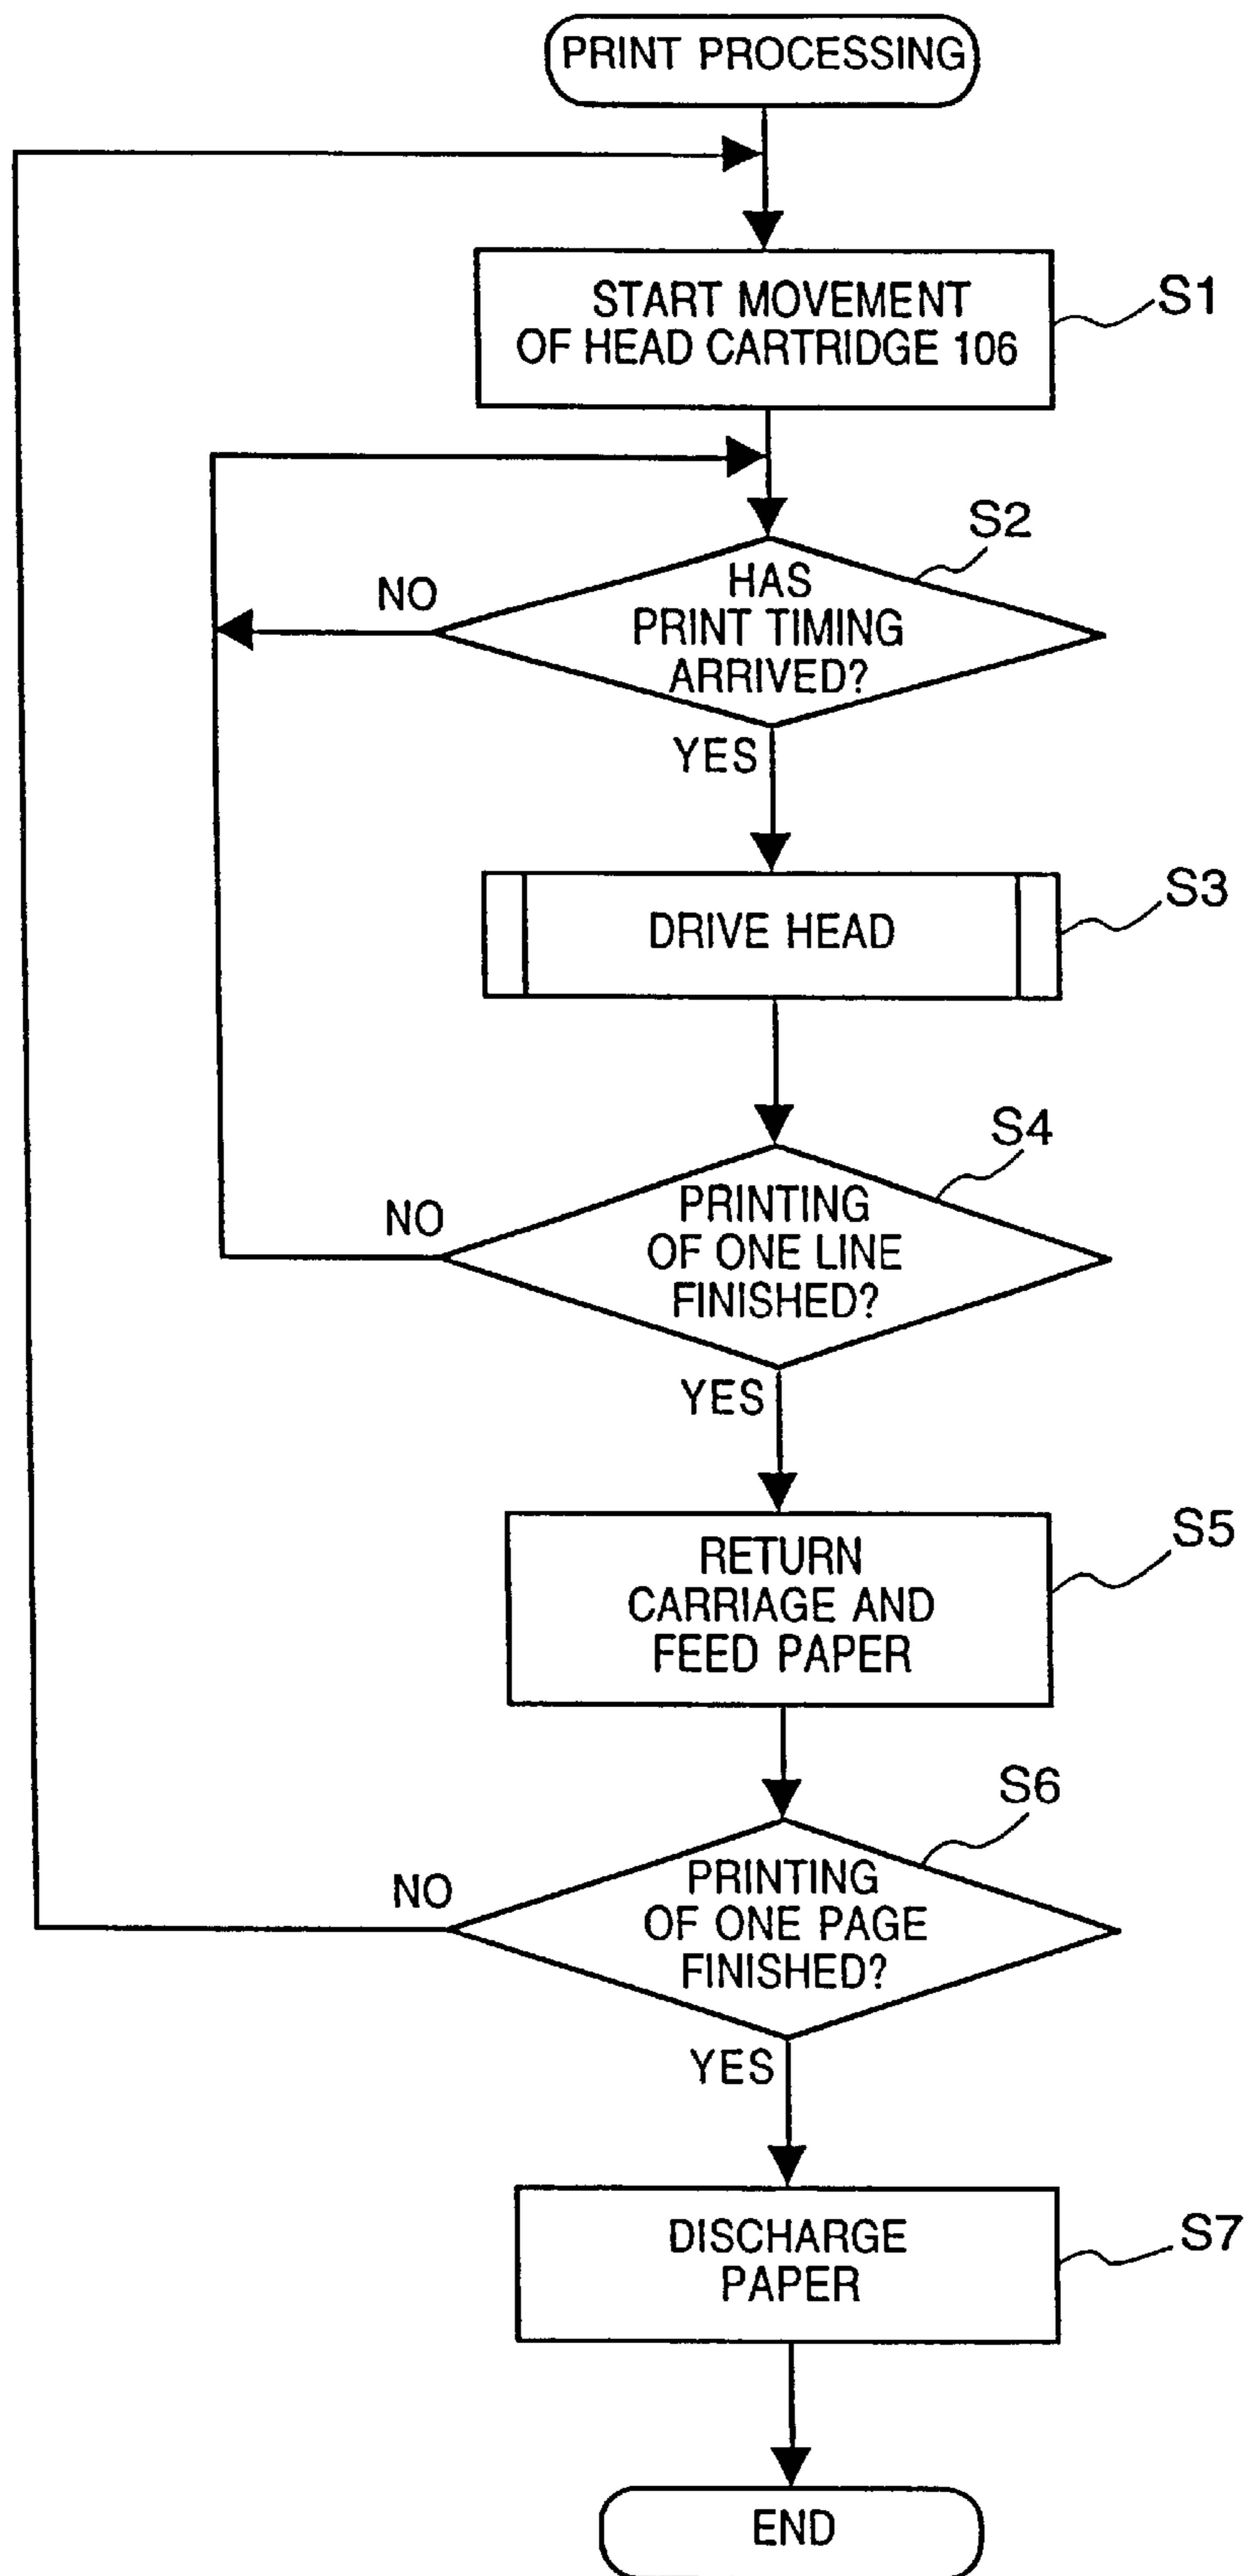 PRINT PROCESSING
START MOVEMENT
OF HEAD CARTRIDGE 106
S1
S2
HAS
PRINT TIMING
ARRIVED?
NO
YES
DRIVE HEAD
S3
S4
PRINTING
OF ONE LINE
FINISHED?
NO
YES
RETURN
CARRIAGE AND
FEED PAPER
S5
S6
PRINTING
OF ONE PAGE
FINISHED?
NO
YES
DISCHARGE
PAPER
S7
END